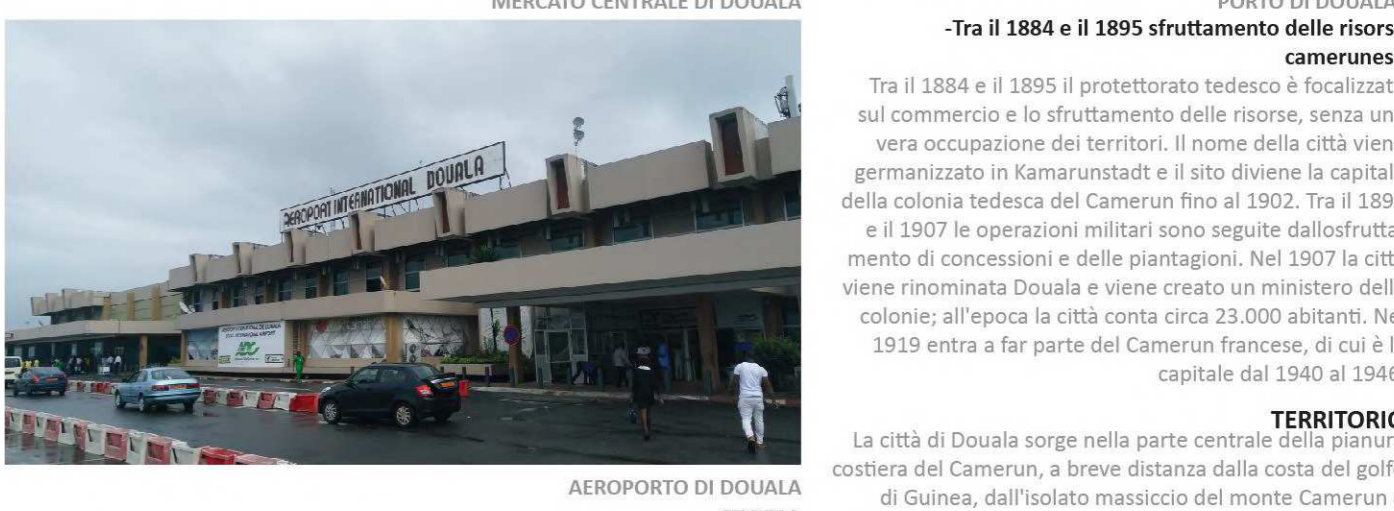 MERCATO CENTRALE DI DOUALA
AEROPORT INTERNATIONAL DOUALA
ADC
AEROPORTO DI DOUALA
PORTO DI DOUALA
-Tra il 1884 e il 1895 sfruttamento delle risors
camerunes
Tra il 1884 e il 1895 il protettorato tedesco è focalizzat
sul commercio e lo sfruttamento delle risorse, senza un
vera occupazione dei territori. Il nome della città vien
germanizzato in Kamarunstadt e il sito diviene la capital
della colonia tedesca del Camerun fino al 1902. Tra il 189
e il 1907 le operazioni militari sono seguite dallosfrutta
mento di concessioni e delle piantagioni. Nel 1907 la citt
viene rinominata Douala e viene creato un ministero dell
colonie; all'epoca la città conta circa 23.000 abitanti. Ne
1919 entra a far parte del Camerun francese, di cui è l
capitale dal 1940 al 1946
TERRITORIO
La città di Douala sorge nella parte centrale della pianur
costiera del Camerun, a breve distanza dalla costa del golf
di Guinea, dall'isolato massiccio del monte Camerun